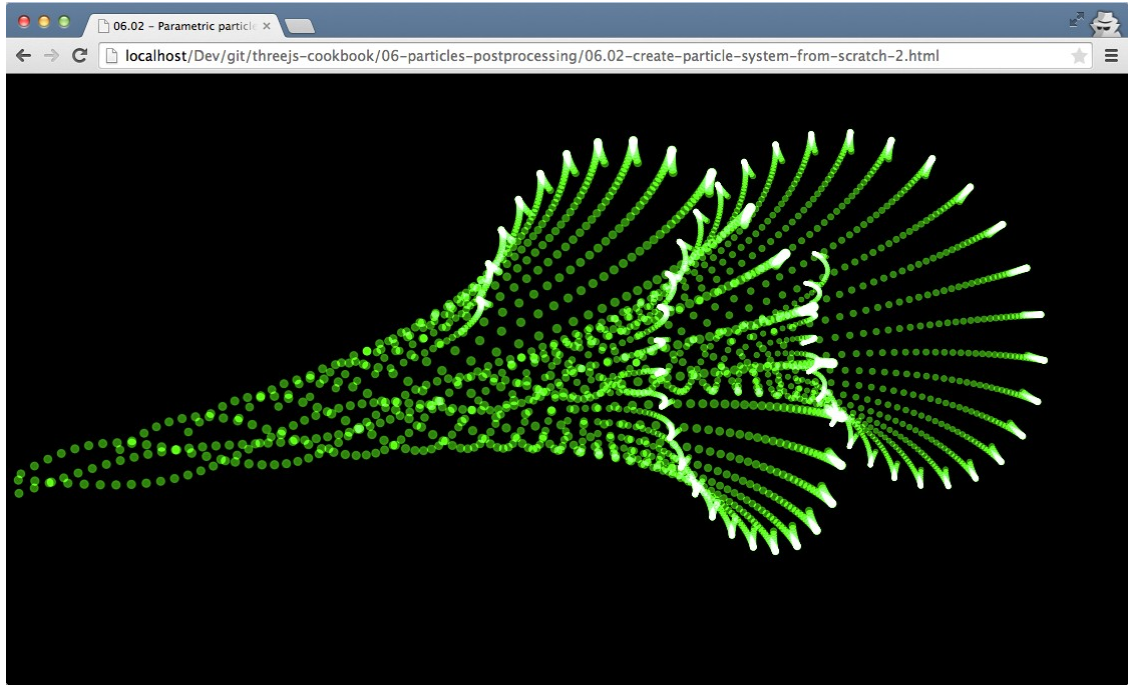 06.02 – Parametric particle
localhost/Dev/git/threejs-cookbook/06-particles-postprocessing/06.02-create-particle-system-from-scratch-2.html